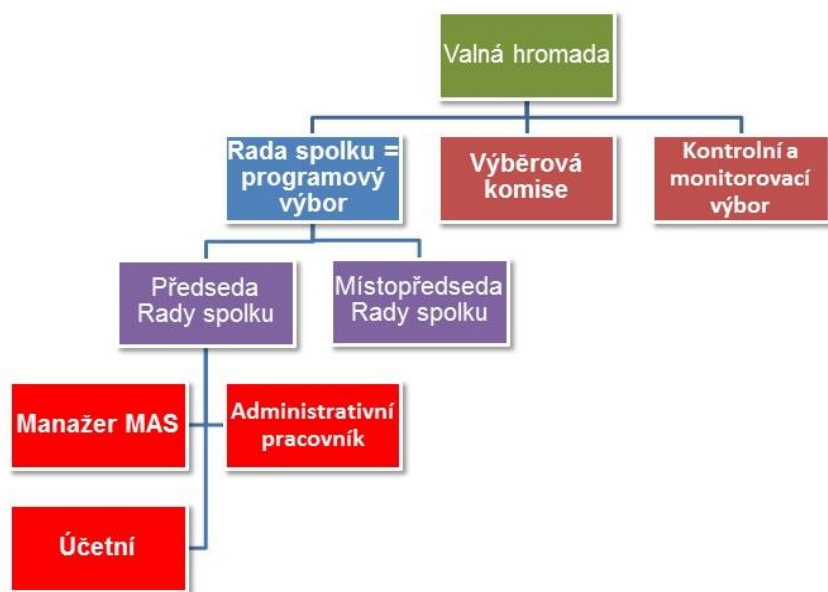 Valná hromada
Rada spolku =
programový
výbor
Výběrová
komise
Kontrolní a
monitorovací
výbor
Předseda
Rady spolku
Místopředseda
Rady spolku
Manažer MAS
Administrativní
pracovník
Účetní